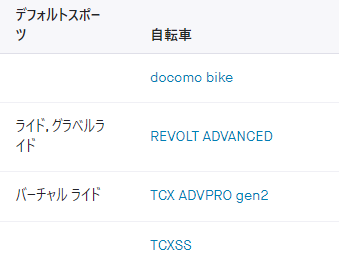 デフォルトスポー
ツ
自転車
docomo bike
ライド, グラベルラ
イド
REVOLT ADVANCED
バーチャル ライド
TCX ADVPRO gen2
TCXSS